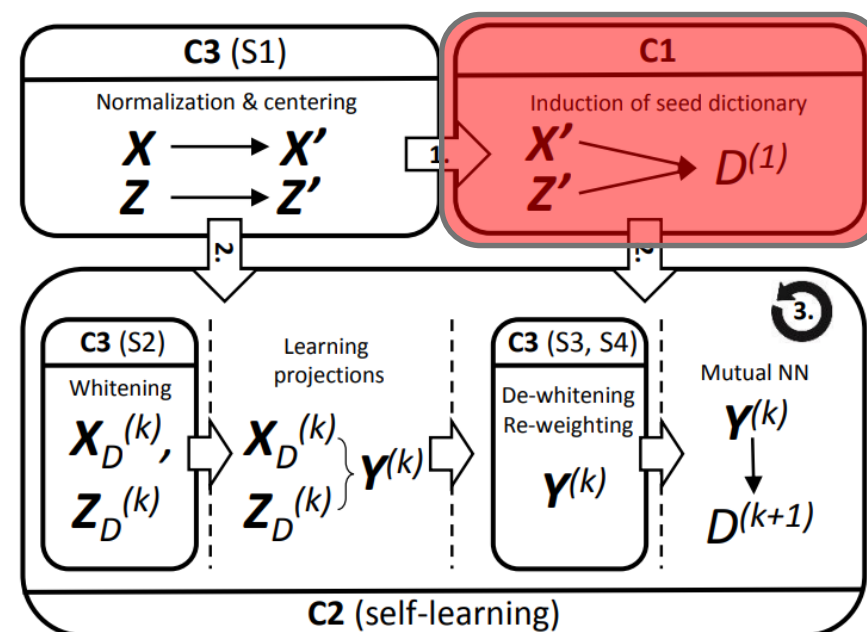 C3 (S1)
Normalization & centering
X X'
Z Z'
1.
C1
Induction of seed dictionary
X'
Z'
D(1)
2.
2.
3.
C3 (S2)
Whitening
XD(k),
ZD(k)
Learning
projections
XD(k)
ZD(k)
Y(k)
C3 (S3, S4)
De-whitening
Re-weighting
Y(k)
Mutual NN
Y(k)
D(k+1)
C2 (self-learning)